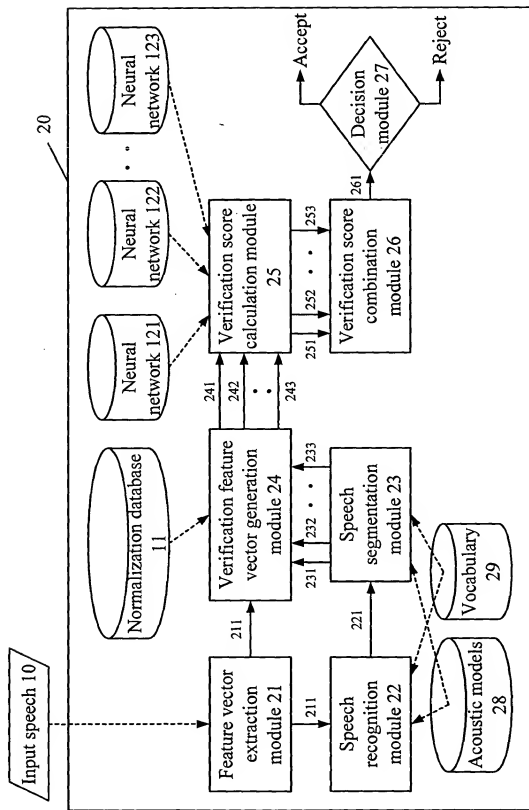 Input speech 10
20
Normalization database
11
Neural
network 121
Neural
network 122
Neural
network 123
Feature vector
extraction
module 21
211
Verification feature
vector generation
module 24
241
242
243
Verification score
calculation module
25
211
231
232
233
251
252
253
Speech
recognition
module 22
221
Speech
segmentation
module 23
Verification score
combination
module 26
261
Decision
module 27
Accept
Reject
Acoustic models
28
Vocabulary
29